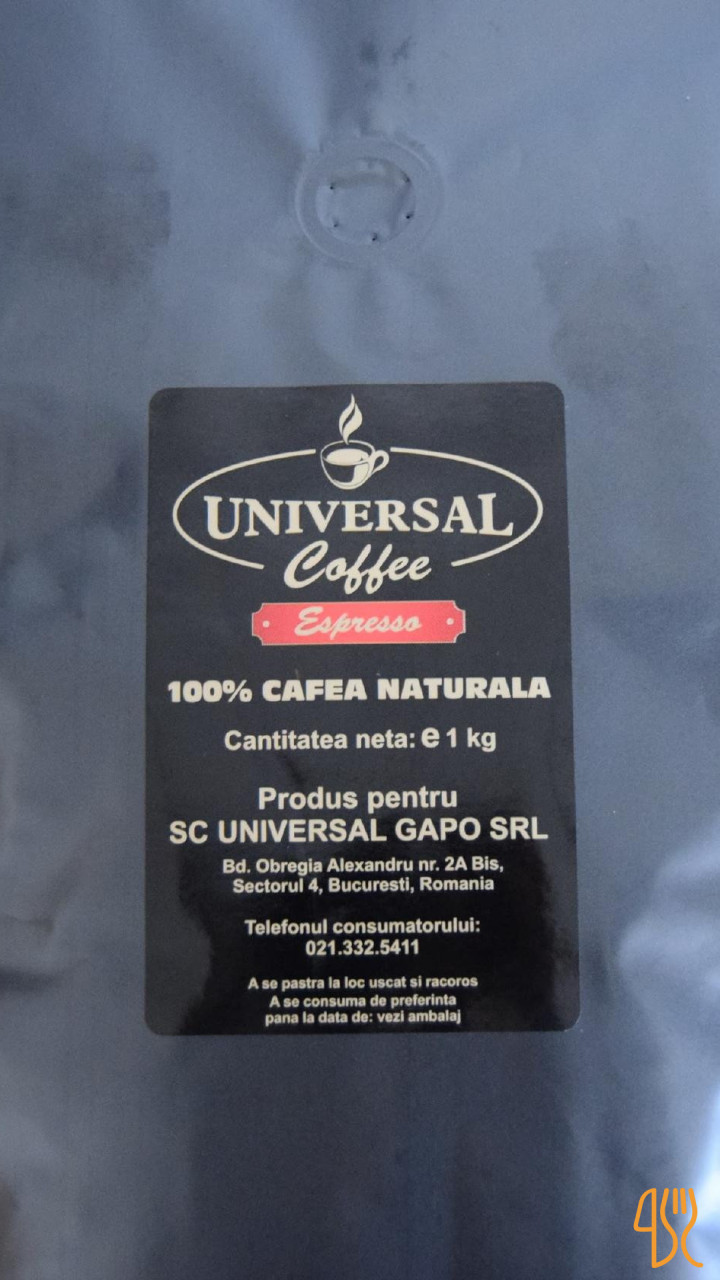 UNIVERSAL
Coffee
Espresso
100% CAFEA NATURALA
Cantitatea neta: e 1 kg
Produs pentru
SC UNIVERSAL GAPO SRL
Bd. Obregia Alexandru nr. 2A Bis,
Sectorul 4, Bucuresti, Romania
Telefonul consumatorului:
021.332.5411
A se pastra la loc uscat si racoros
A se consuma de preferinta
pana la data de: vezi ambalaj